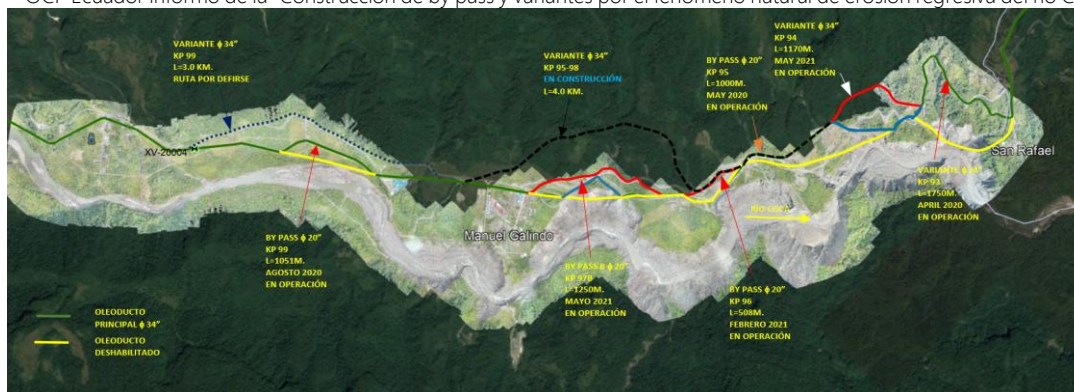 OCP Ecuador informó de la "Construcción de by pass y variantes por el fenómeno natural de erosión regresiva del río C
VARIANTE ϕ 34"
KP 99
L=3.0 KM.
RUTA POR DEFIRSE
VARIANTE ϕ 34"
KP 95-98
EN CONSTRUCCIÓN
L=4.0 KM.
BY PASS ϕ 20"
KP 95
L=1000M.
MAY 2020
EN OPERACIÓN
VARIANTE ϕ 34"
KP 94
L=1170M.
MAY 2021
EN OPERACIÓN
XV-20004
San Rafael
VARIANTE ϕ 34"
KP 93
L=1750M.
APRIL 2020
EN OPERACIÓN
RÍO COCA
Manuel Galindo
BY PASS ϕ 20"
KP 99
L=1051M.
AGOSTO 2020
EN OPERACIÓN
BY PASS-B ϕ 20"
KP 97B
L=1250M.
MAYO 2021
EN OPERACIÓN
BY PASS ϕ 20"
KP 96
L=508M.
FEBRERO 2021
EN OPERACIÓN
OLEODUCTO
PRINCIPAL ϕ 34"
OLEODUCTO
DESHABILITADO